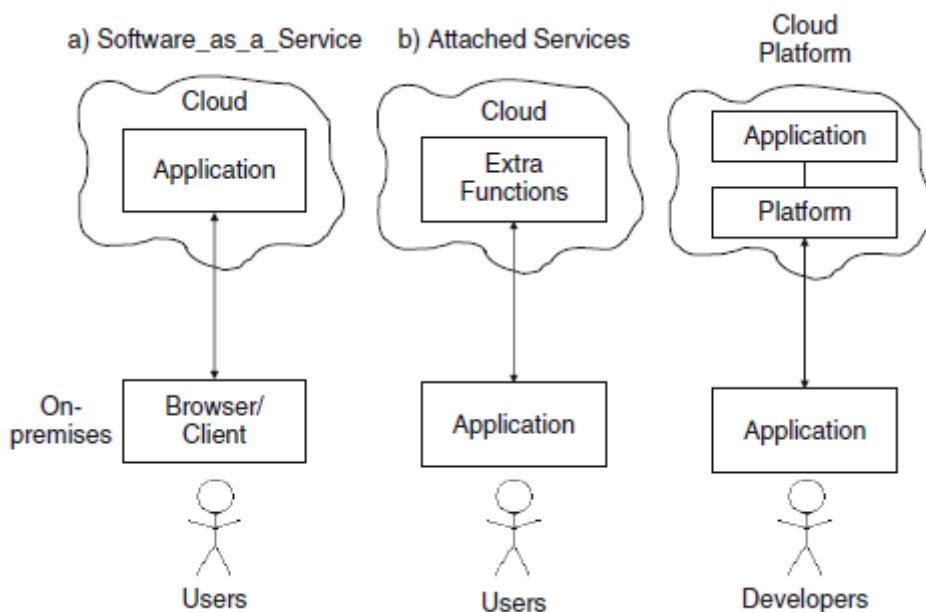 a) Software_as_a_Service
Cloud
Application
On-
premises
Browser/
Client
Users
b) Attached Services
Cloud
Extra
Functions
Application
Users
Cloud
Platform
Application
Platform
Application
Developers